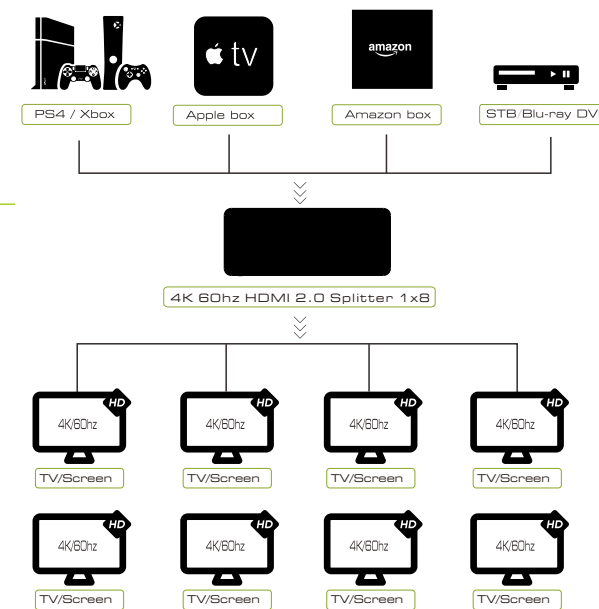 tv
amazon
PS4 / Xbox
Apple box
Amazon box
STB/Blu-ray DV
4K 60hz HDMI 2.0 Splitter 1x8
HD
HD
HD
HD
4K/60hz
4K/60hz
4K/60hz
4K/60hz
TV/Screen
TV/Screen
TV/Screen
TV/Screen
HD
HD
HD
HD
4K/60hz
4K/60hz
4K/60hz
4K/60hz
TV/Screen
TV/Screen
TV/Screen
TV/Screen